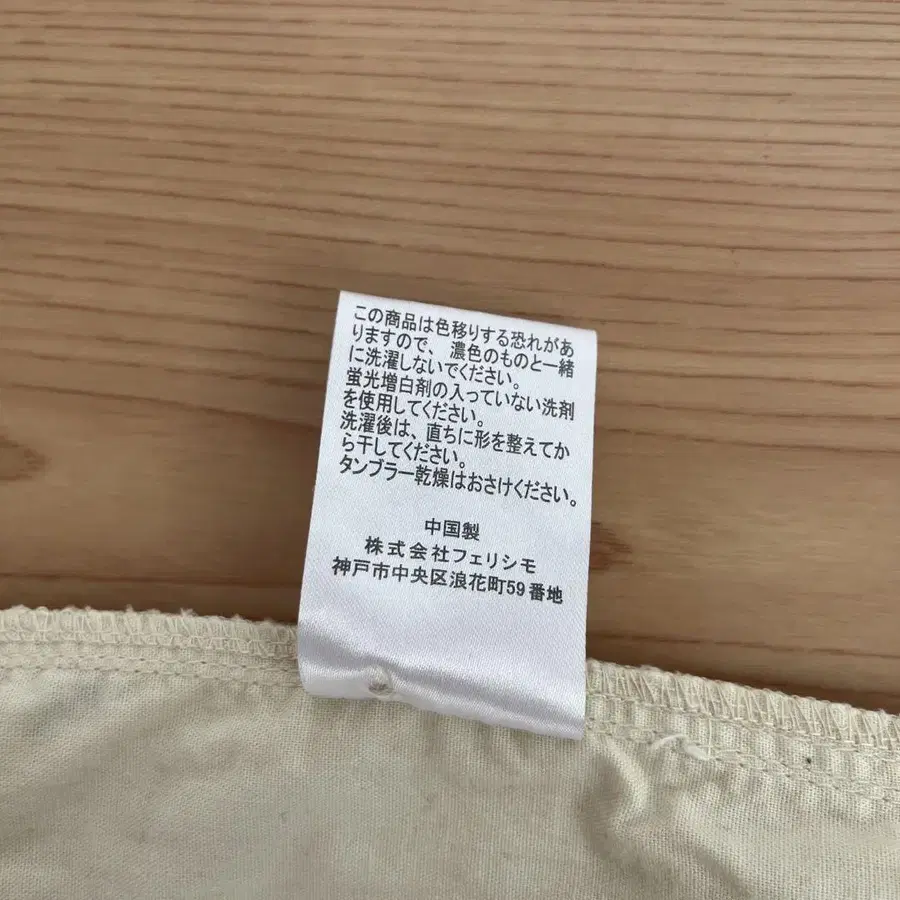 この商品は色移りする恐れがあ
りますので、濃色のものと一緒
に洗濯しないでください。
蛍光増白剤の入っていない洗剤
を使用してください。
洗濯後は、直ちに形を整えてか
ら干してください。
タンブラー乾燥はおさけください。
中国製
株式会社フェリシモ
神戸市中央区浪花町59番地